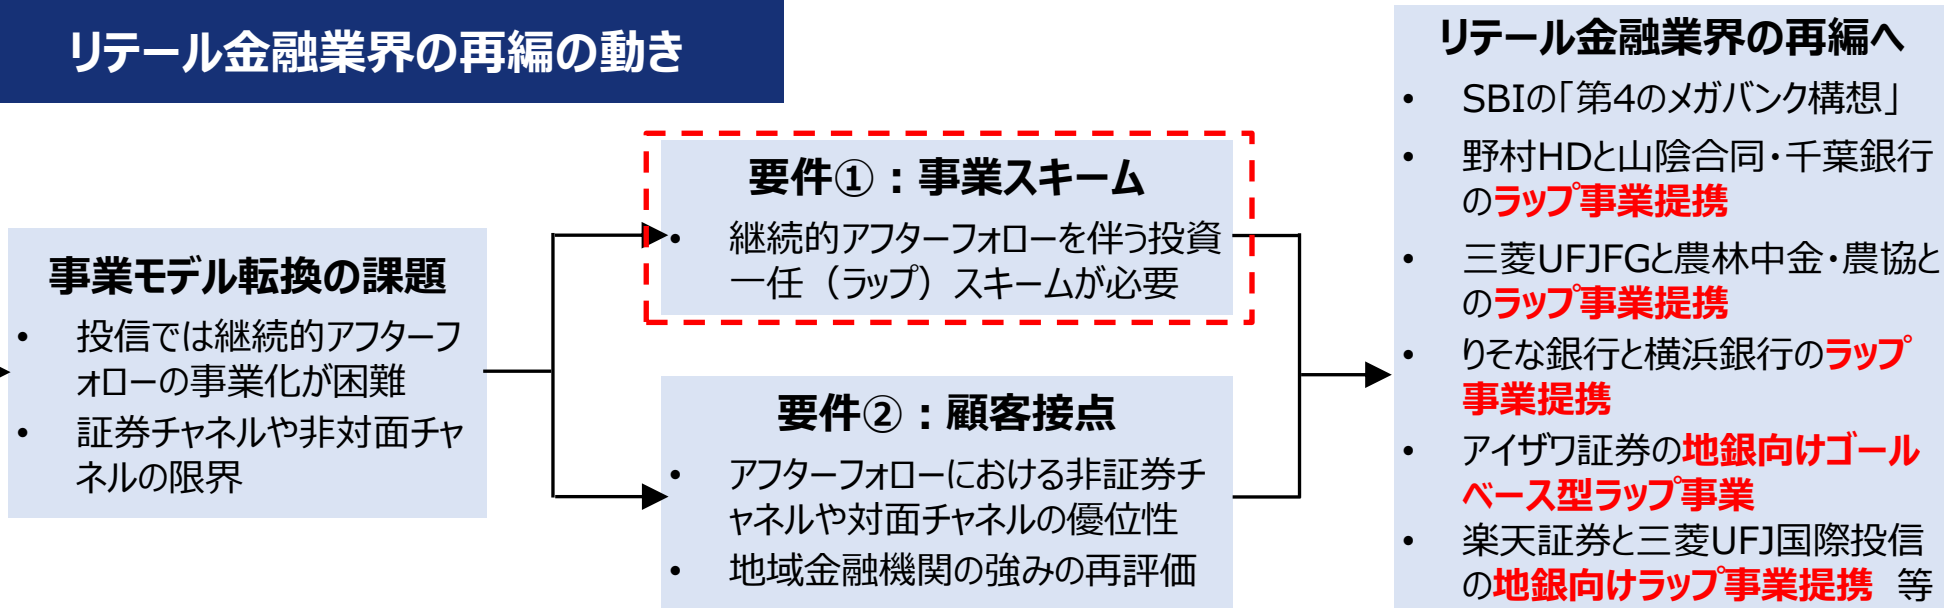 リテール金融業界の再編の動き
事業モデル転換の課題
• 投信では継続的アフターフ
ォローの事業化が困難
• 証券チャネルや非対面チャ
ネルの限界
要件①：事業スキーム
• 継続的アフターフォローを伴う投資
一任（ラップ）スキームが必要
要件②：顧客接点
• アフターフォローにおける非証券チ
ャネルや対面チャネルの優位性
• 地域金融機関の強みの再評価
リテール金融業界の再編へ
• SBIの「第4のメガバンク構想」
• 野村HDと山陰合同・千葉銀行
のラップ事業提携
• 三菱UFJFGと農林中金・農協と
のラップ事業提携
• りそな銀行と横浜銀行のラップ
事業提携
• アイザワ証券の地銀向けゴール
ベース型ラップ事業
• 楽天証券と三菱UFJ国際投信
の地銀向けラップ事業提携 等